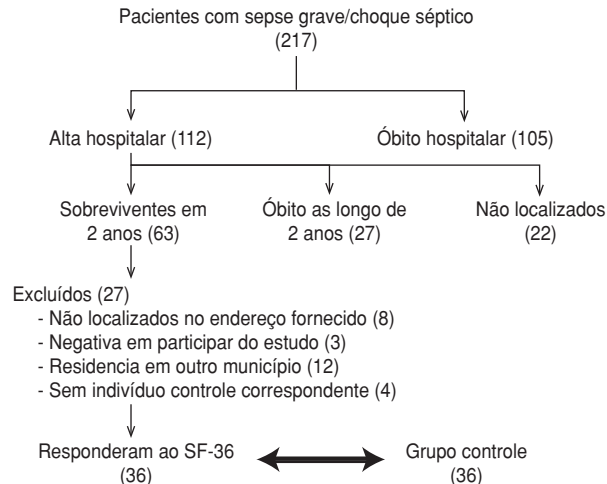 Pacientes com sepse grave/choque séptico
(217)
Alta hospitalar (112)
Óbito hospitalar (105)
Sobreviventes em
2 anos (63)
Óbito as longo de
2 anos (27)
Não localizados
(22)
Excluídos (27)
- Não localizados no endereço fornecido (8)
- Negativa em participar do estudo (3)
- Residencia em outro município (12)
- Sem indivíduo controle correspondente (4)
Responderam ao SF-36
(36)
Grupo controle
(36)